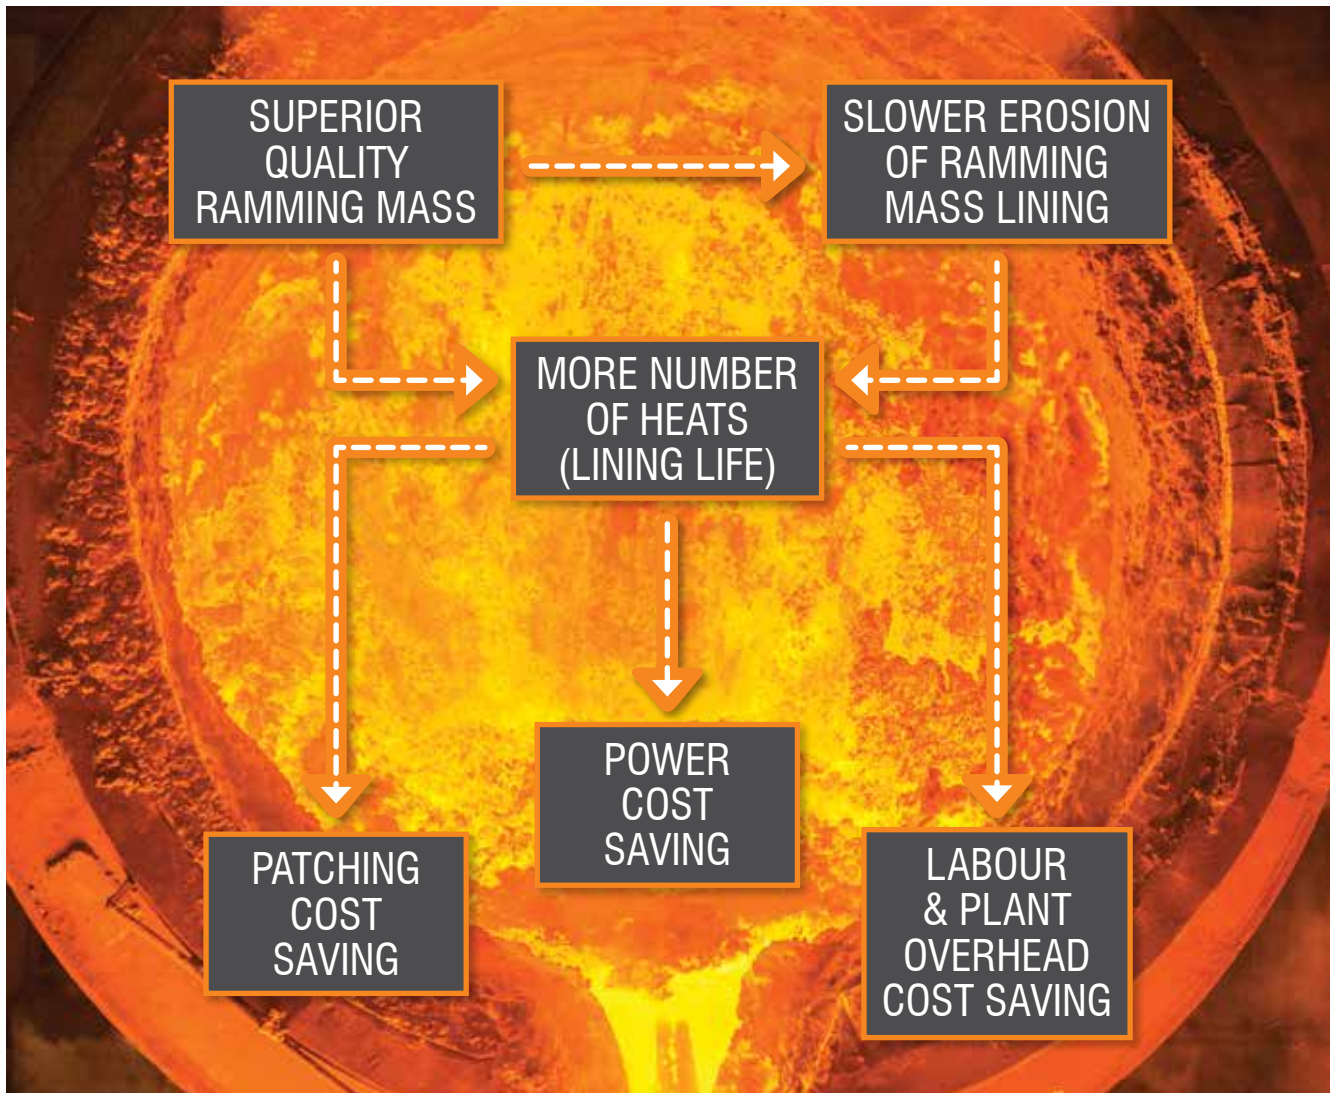 SUPERIOR
QUALITY
RAMMING MASS
SLOWER EROSION
OF RAMMING
MASS LINING
MORE NUMBER
OF HEATS
(LINING LIFE)
PATCHING
COST
SAVING
POWER
COST
SAVING
LABOUR
& PLANT
OVERHEAD
COST SAVING